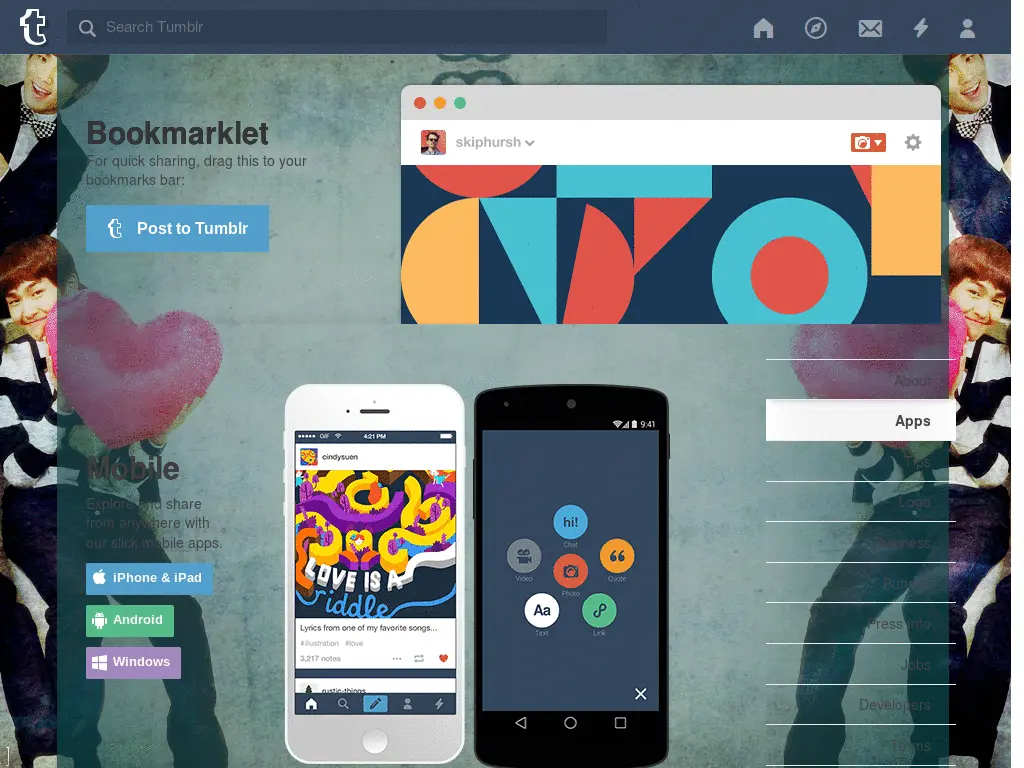 Search Tumblr
Bookmarklet
For quick sharing, drag this to your
bookmarks bar:
Post to Tumblr
skiphursh
About
Apps
Tips
Logo
Business
Buttons
Press Info
Jobs
Developers
Terms
Mobile
Explore and share
from anywhere with
our slick mobile apps.
iPhone & iPad
Android
Windows
GIF
4:21 PM
cindysuen
LOVE IS A
riddle
Lyrics from one of my favorite songs...
#illustration #love
3,217 notes
rustic-things
9:41
hi!
Chat
Video
Photo
Quote
Aa
Text
Link